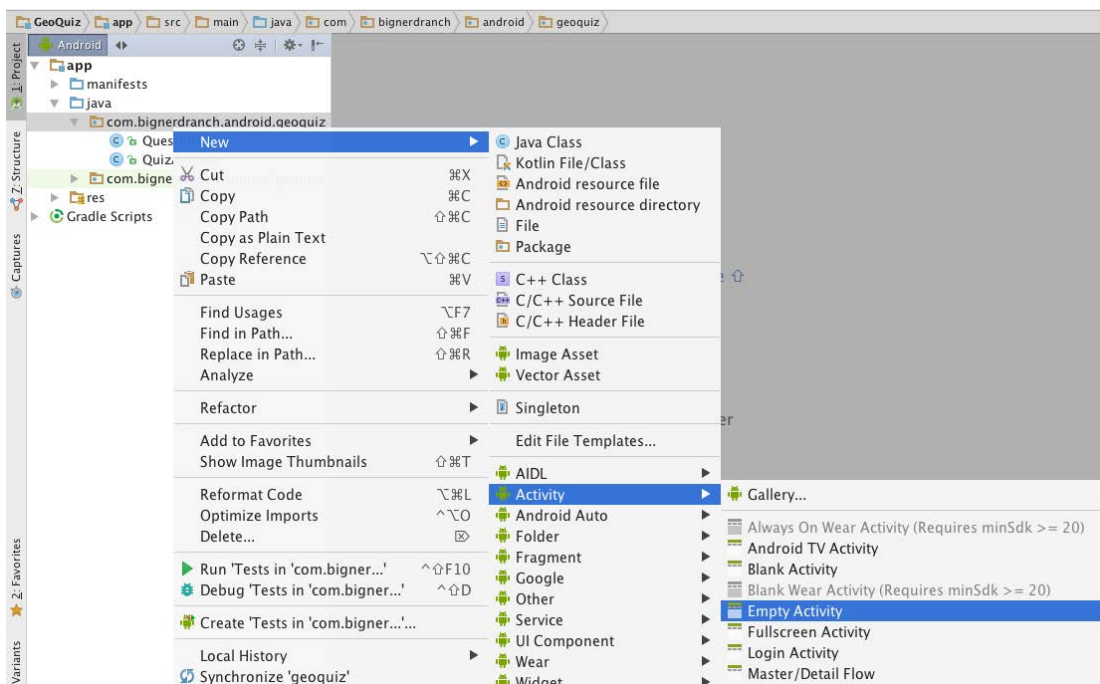 GeoQuiz app src main java com bignerdranch android geoquiz
Android
1: Project
Z: Structure
Captures
2: Favorites
Variants
app
manifests
java
com.bignerdranch.android.geoquiz
Ques
Quiz
com.bigne
res
Gradle Scripts
New
Cut ⌘X
Copy ⌘C
Copy Path ⇧⌘C
Copy as Plain Text
Copy Reference ⌥⇧⌘C
Paste ⌘V
Find Usages ⌥F7
Find in Path... ⇧⌘F
Replace in Path... ⇧⌘R
Analyze
Refactor
Add to Favorites
Show Image Thumbnails ⇧⌘T
Reformat Code ⌥⌘L
Optimize Imports ^⌥O
Delete... ⌦
Run 'Tests in 'com.bigner...' ^⇧F10
Debug 'Tests in 'com.bigner...' ^⇧D
Create 'Tests in 'com.bigner...'...
Local History
Synchronize 'geoquiz'
Java Class
Kotlin File/Class
Android resource file
Android resource directory
File
Package
C++ Class
C/C++ Source File
C/C++ Header File
Image Asset
Vector Asset
Singleton
Edit File Templates...
AIDL
Activity
Android Auto
Folder
Fragment
Google
Other
Service
UI Component
Wear
Widget
Gallery...
Always On Wear Activity (Requires minSdk >= 20)
Android TV Activity
Blank Activity
Blank Wear Activity (Requires minSdk >= 20)
Empty Activity
Fullscreen Activity
Login Activity
Master/Detail Flow